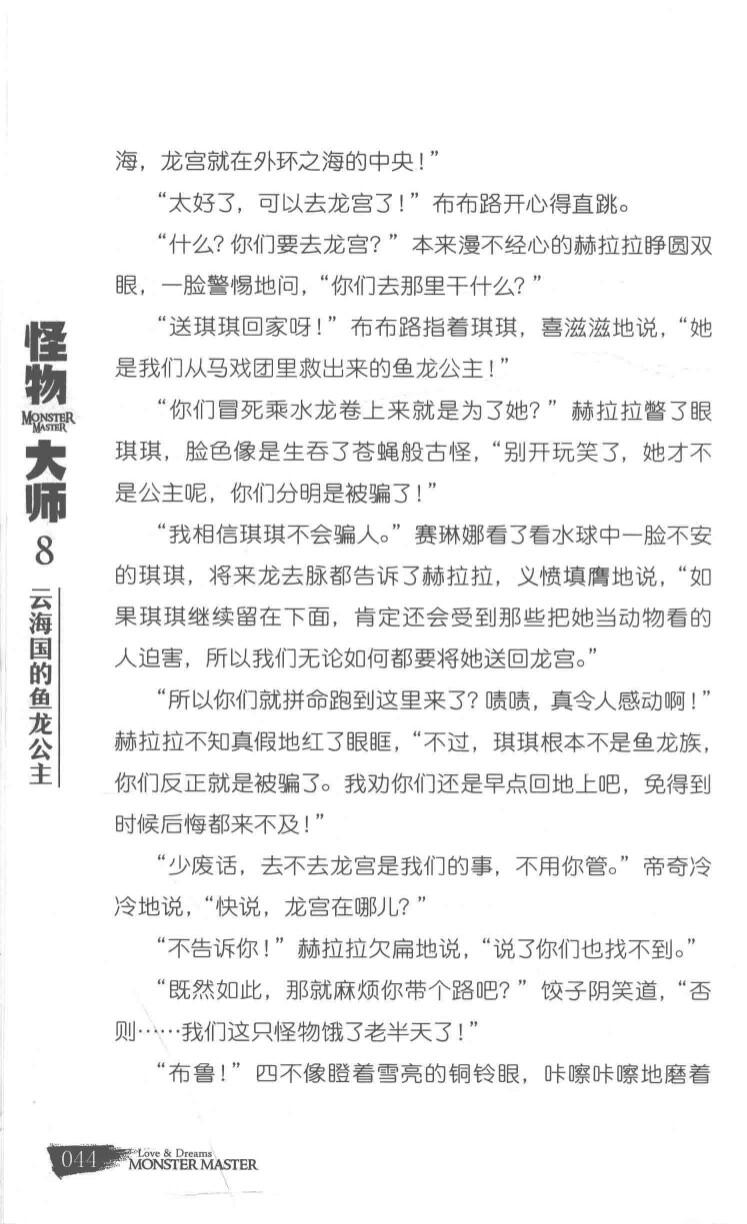 海，龙宫就在外环之海的中央！”
“太好了，可以去龙宫了！”布布路开心得直跳。
“什么？你们要去龙宫？”本来漫不经心的赫拉拉睁圆双
眼，一脸警惕地问，“你们去那里干什么？”
“送琪琪回家呀！”布布路指着琪琪，喜滋滋地说，“她
是我们从马戏团里救出来的鱼龙公主！”
“你们冒死乘水龙卷上来就是为了她？”赫拉拉瞥了眼
琪琪，脸色像是生吞了苍蝇般古怪，“别开玩笑了，她才不
是公主呢，你们分明是被骗了！”
“我相信琪琪不会骗人。”赛琳娜看了看水球中一脸不安
的琪琪，将来龙去脉都告诉了赫拉拉，义愤填膺地说，“如
果琪琪继续留在下面，肯定还会受到那些把她当动物看的
人迫害，所以我们无论如何都要将她送回龙宫。”
“所以你们就拼命跑到这里来了？啧啧，真令人感动啊！”
赫拉拉不知真假地红了眼眶，“不过，琪琪根本不是鱼龙族，
你们反正就是被骗了。我劝你们还是早点回地上吧，免得到
时候后悔都来不及！”
“少废话，去不去龙宫是我们的事，不用你管。”帝奇冷
冷地说，“快说，龙宫在哪儿？”
“不告诉你！”赫拉拉欠扁地说，“说了你们也找不到。”
“既然如此，那就麻烦你带个路吧？”饺子阴笑道，“否
则……我们这只怪物饿了老半天了！”
“布鲁！”四不像瞪着雪亮的铜铃眼，咔嚓咔嚓地磨着
怪物
MONSTER
MASTER
大师
8
云海国的鱼龙公主
044
Love & Dreams
MONSTER MASTER